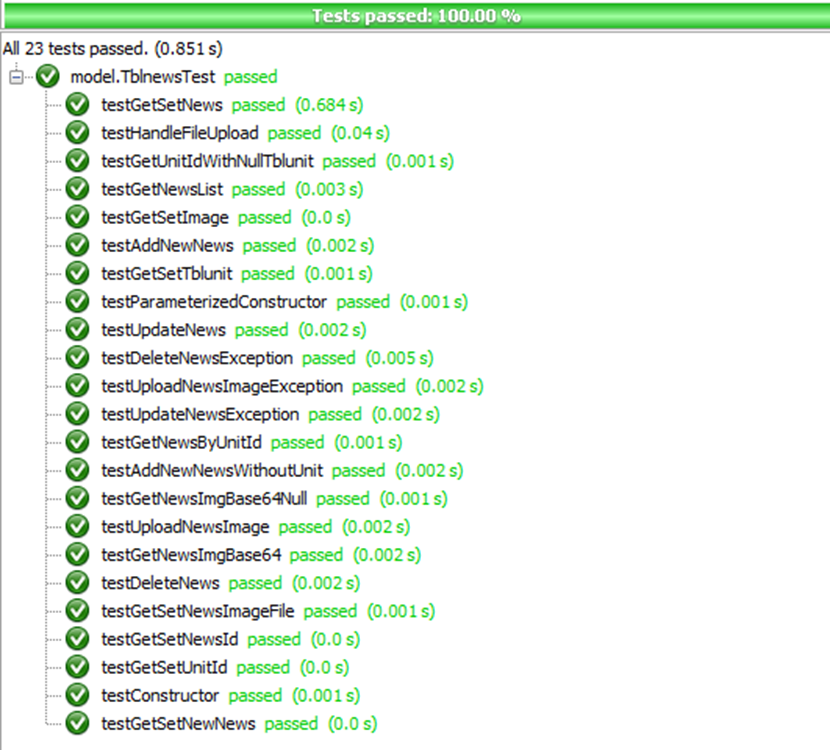 Tests passed: 100.00 %
All 23 tests passed. (0.851 s)
model.TblnewsTest passed
testGetSetNews passed (0.684 s)
testHandleFileUpload passed (0.04 s)
testGetUnitIdWithNullTblunit passed (0.001 s)
testGetNewsList passed (0.003 s)
testGetSetImage passed (0.0 s)
testAddNewNews passed (0.002 s)
testGetSetTblunit passed (0.001 s)
testParameterizedConstructor passed (0.001 s)
testUpdateNews passed (0.002 s)
testDeleteNewsException passed (0.005 s)
testUploadNewsImageException passed (0.002 s)
testUpdateNewsException passed (0.002 s)
testGetNewsByUnitId passed (0.001 s)
testAddNewNewsWithoutUnit passed (0.002 s)
testGetNewsImgBase64Null passed (0.001 s)
testUploadNewsImage passed (0.002 s)
testGetNewsImgBase64 passed (0.002 s)
testDeleteNews passed (0.002 s)
testGetSetNewsImageFile passed (0.001 s)
testGetSetNewsId passed (0.0 s)
testGetSetUnitId passed (0.0 s)
testConstructor passed (0.001 s)
testGetSetNewNews passed (0.0 s)